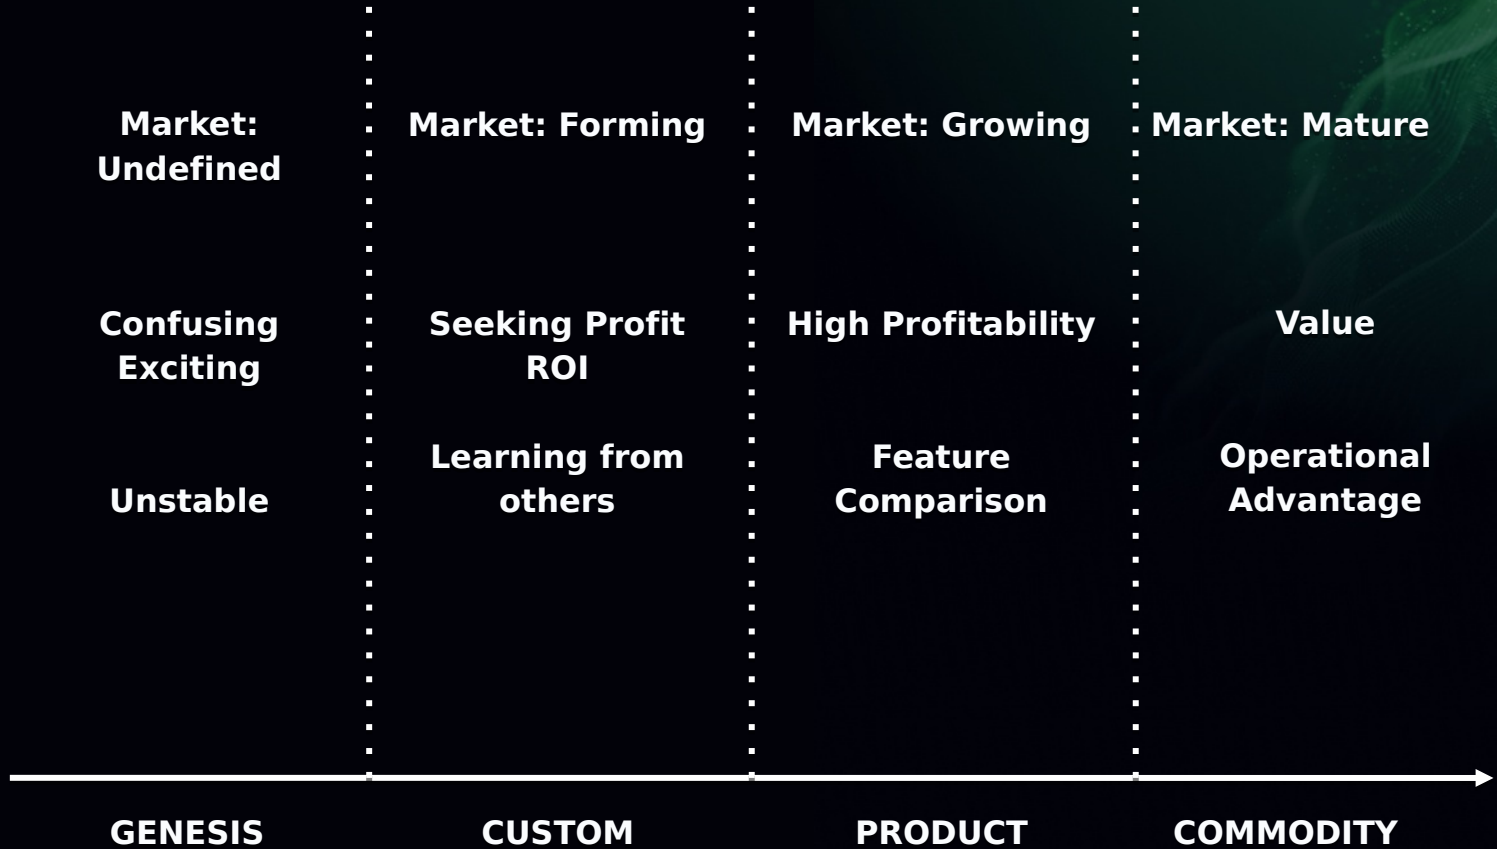 Market:
Undefined
Market: Forming
Market: Growing
Market: Mature
Confusing
Exciting
Seeking Profit
ROI
High Profitability
Value
Unstable
Learning from
others
Feature
Comparison
Operational
Advantage
GENESIS
CUSTOM
PRODUCT
COMMODITY